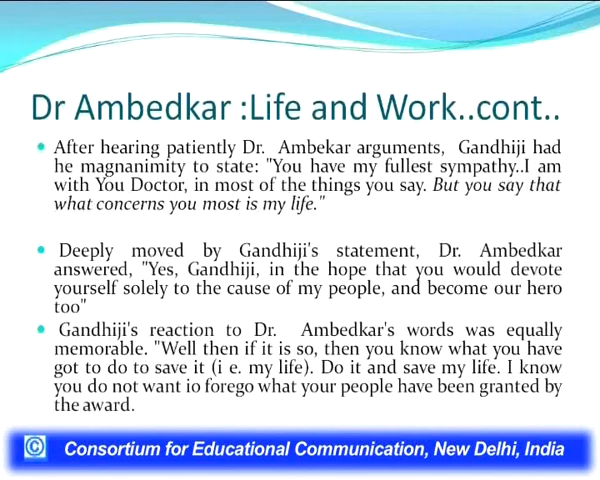 Dr Ambedkar :Life and Work..cont..
After hearing patiently Dr. Ambekar arguments, Gandhiji had
he magnanimity to state: "You have my fullest sympathy..I am
with You Doctor, in most of the things you say. But you say that
what concerns you most is my life."
Deeply moved by Gandhiji's statement, Dr. Ambedkar
answered, "Yes, Gandhiji, in the hope that you would devote
yourself solely to the cause of my people, and become our hero
too"
Gandhiji's reaction to Dr. Ambedkar's words was equally
memorable. "Well then if it is so, then you know what you have
got to do to save it (i e. my life). Do it and save my life. I know
you do not want io forego what your people have been granted by
the award.
© Consortium for Educational Communication, New Delhi, India